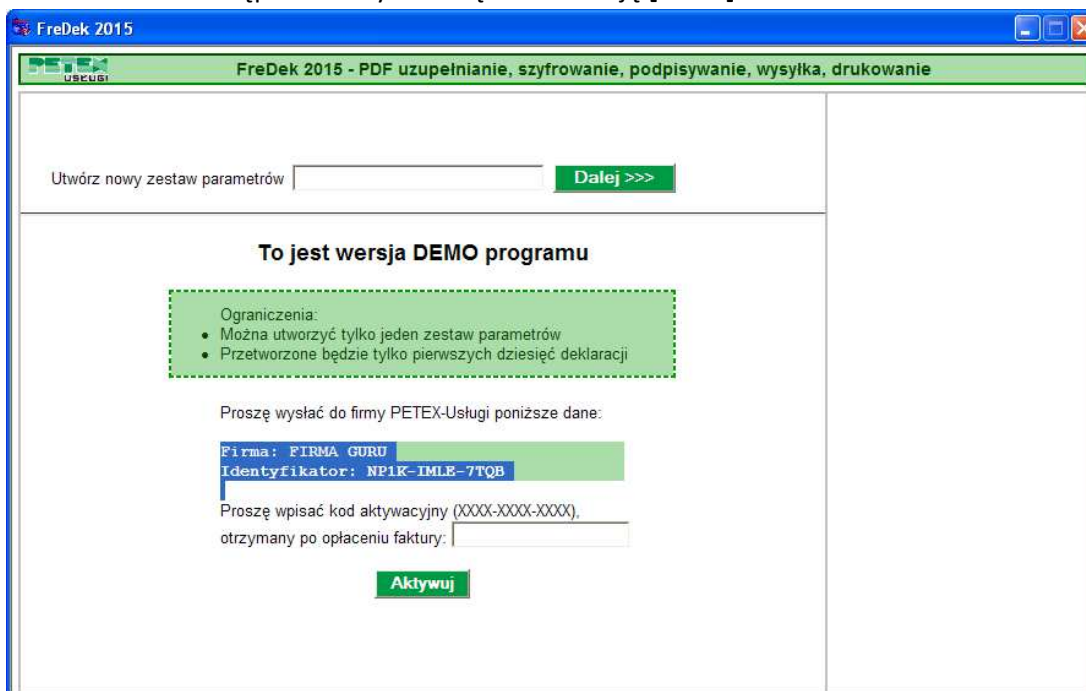 FreDek 2015
PETEX
USŁUGI
FreDek 2015 - PDF uzupełnianie, szyfrowanie, podpisywanie, wysyłka, drukowanie
Utwórz nowy zestaw parametrów
Dalej >>>
To jest wersja DEMO programu
Ograniczenia:
• Można utworzyć tylko jeden zestaw parametrów
• Przetworzone będzie tylko pierwszych dziesięć deklaracji
Proszę wysłać do firmy PETEX-Usługi poniższe dane:
Firma: FIRMA GURU
Identyfikator: NP1K-IMLE-7TQB
Proszę wpisać kod aktywacyjny (XXXX-XXXX-XXXX),
otrzymany po opłaceniu faktury:
Aktywuj